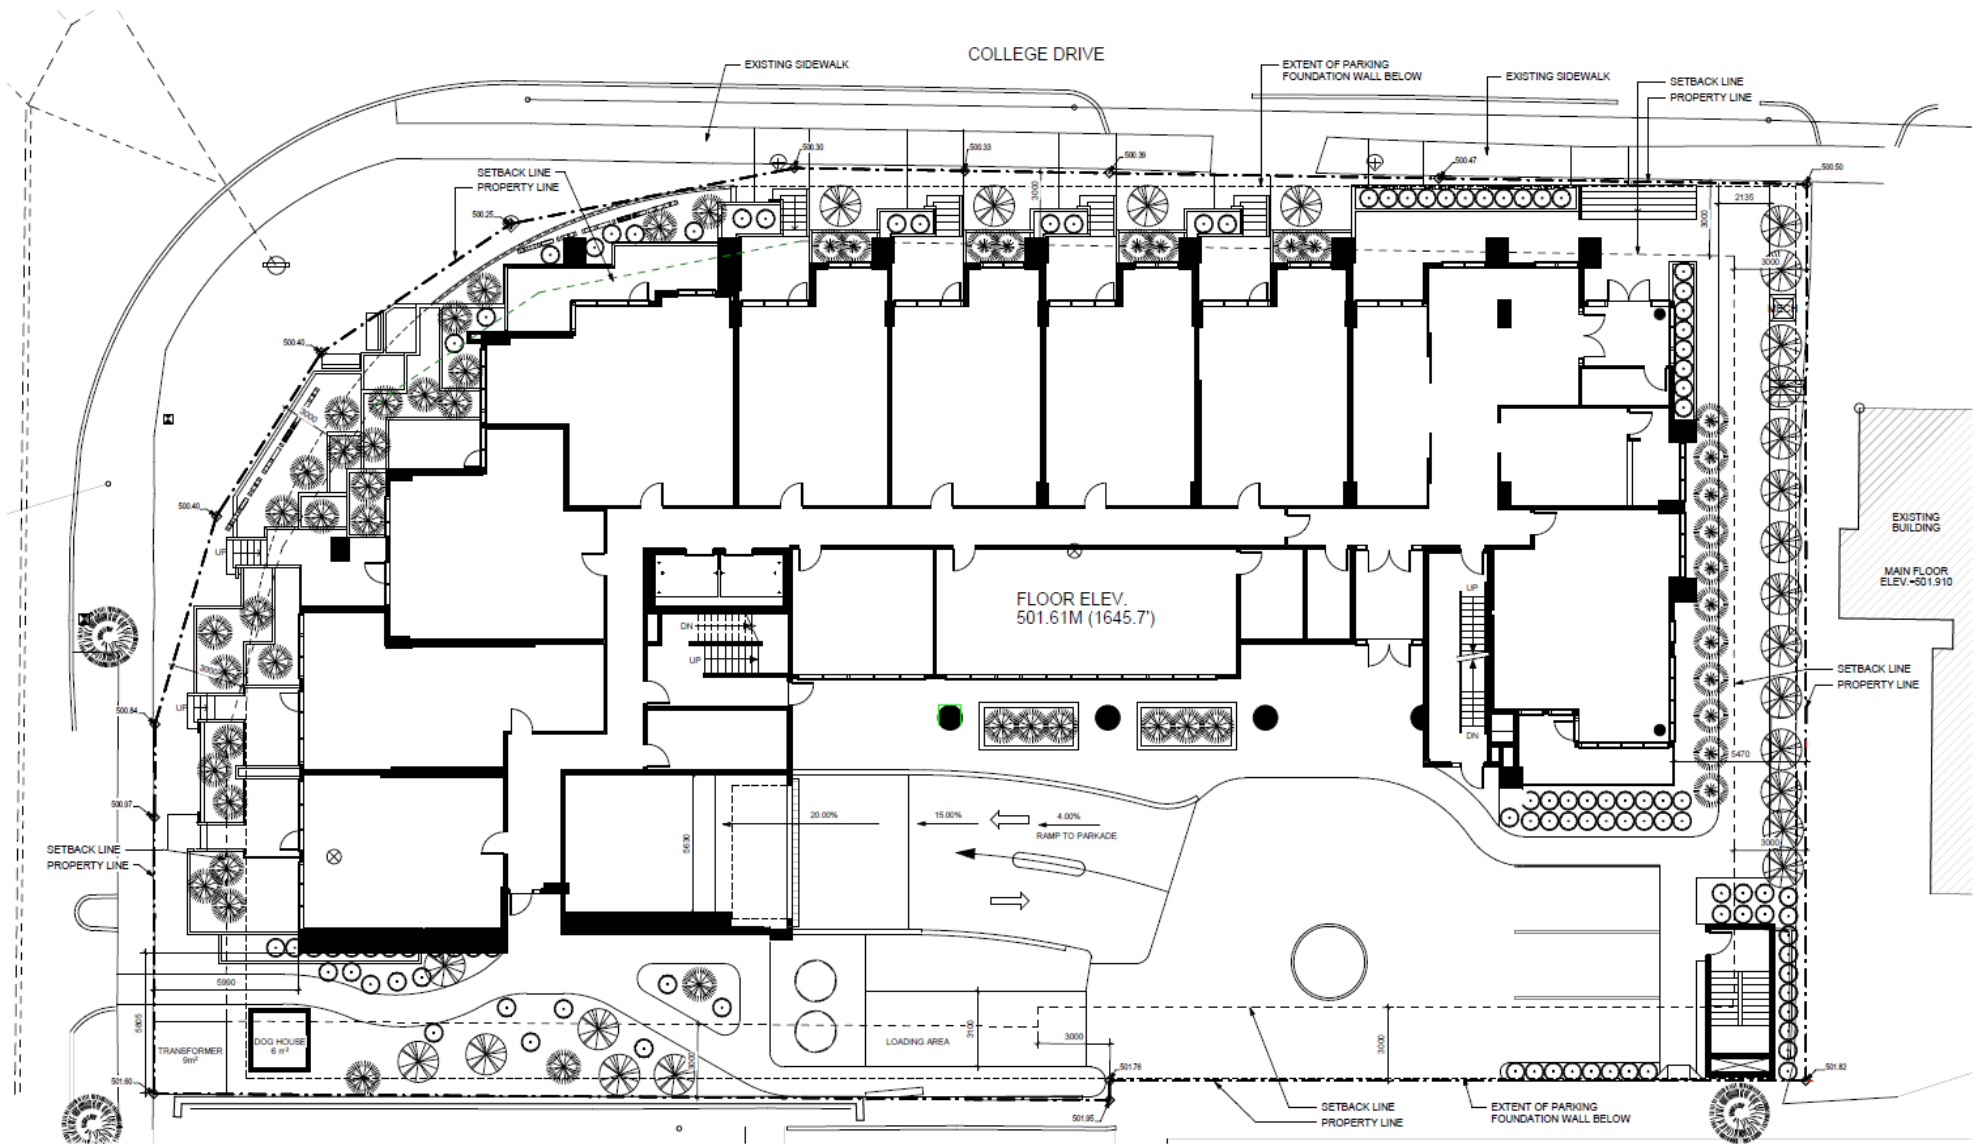 COLLEGE DRIVE
EXISTING SIDEWALK
EXTENT OF PARKING
FOUNDATION WALL BELOW
EXISTING SIDEWALK
SETBACK LINE
PROPERTY LINE
500.30
500.33
500.39
500.47
500.50
SETBACK LINE
PROPERTY LINE
500.25
3000
3000
2135
3000
MECH
500.40
3000
500.40
UP
EXISTING
BUILDING
MAIN FLOOR
ELEV.=501.910
FLOOR ELEV.
501.61M (1645.7')
UP
DN
UP
3000
UP
500.84
SETBACK LINE
PROPERTY LINE
DN
5470
500.97
20.00%
15.00%
4.00%
RAMP TO PARKADE
5630
3000
SETBACK LINE
PROPERTY LINE
5990
5805
TRANSFORMER
9m²
DOG HOUSE
6 m²
3000
LOADING AREA
3100
3000
3000
501.60
501.76
501.82
501.95
SETBACK LINE
PROPERTY LINE
EXTENT OF PARKING
FOUNDATION WALL BELOW